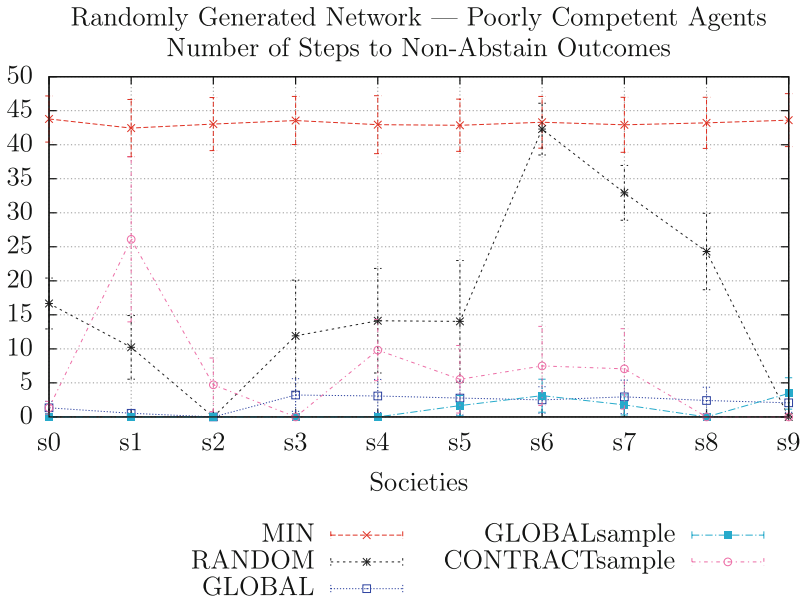 Randomly Generated Network — Poorly Competent Agents
Number of Steps to Non-Abstain Outcomes
50
45
40
35
30
25
20
15
10
5
0
s0 s1 s2 s3 s4 s5 s6 s7 s8 s9
Societies
MIN GLOBALsample
RANDOM CONTRACTsample
GLOBAL